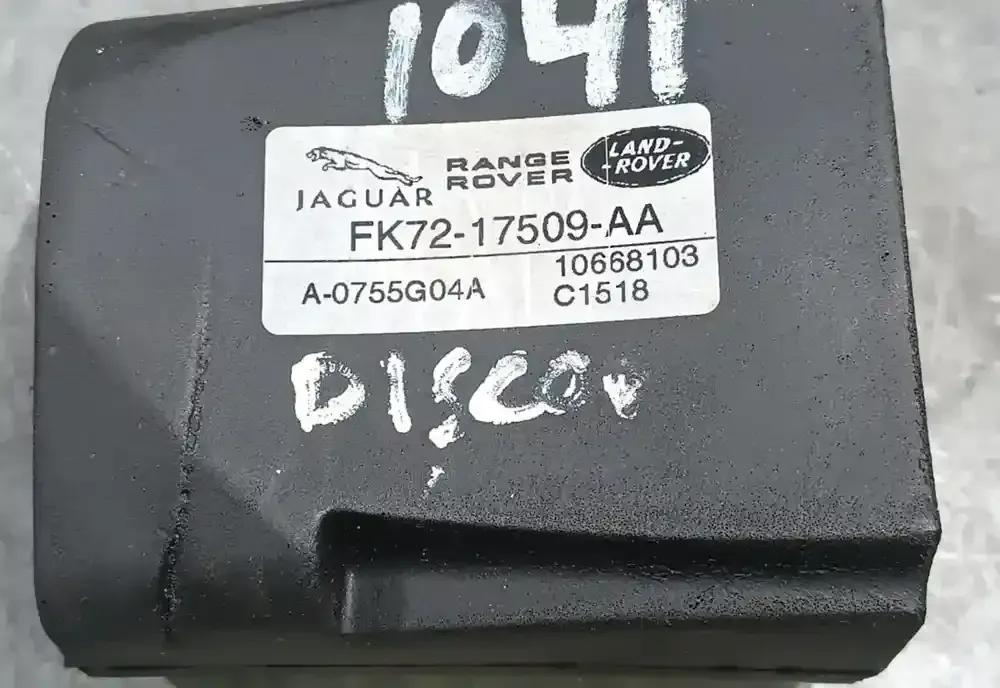 1041
JAGUAR
RANGE
ROVER
LAND-
-ROVER
FK72-17509-AA
A-0755G04A
10668103
C1518
DISCOV